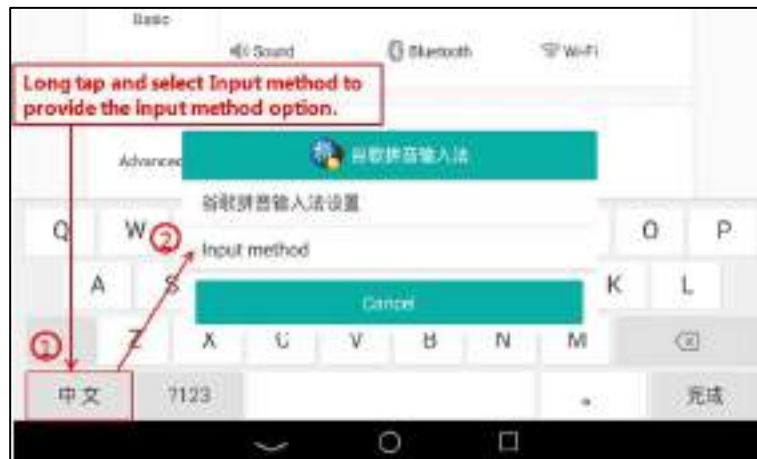 Basic
Sound Bluetooth Wi-Fi
Long tap and select Input method to
provide the input method option.
Advanced
谷歌拼音输入法
谷歌拼音输入法设置
Q W O P
②
Input method
A S K L
Cancel
①
Z X C V B N M
中文 ?123 。 完成